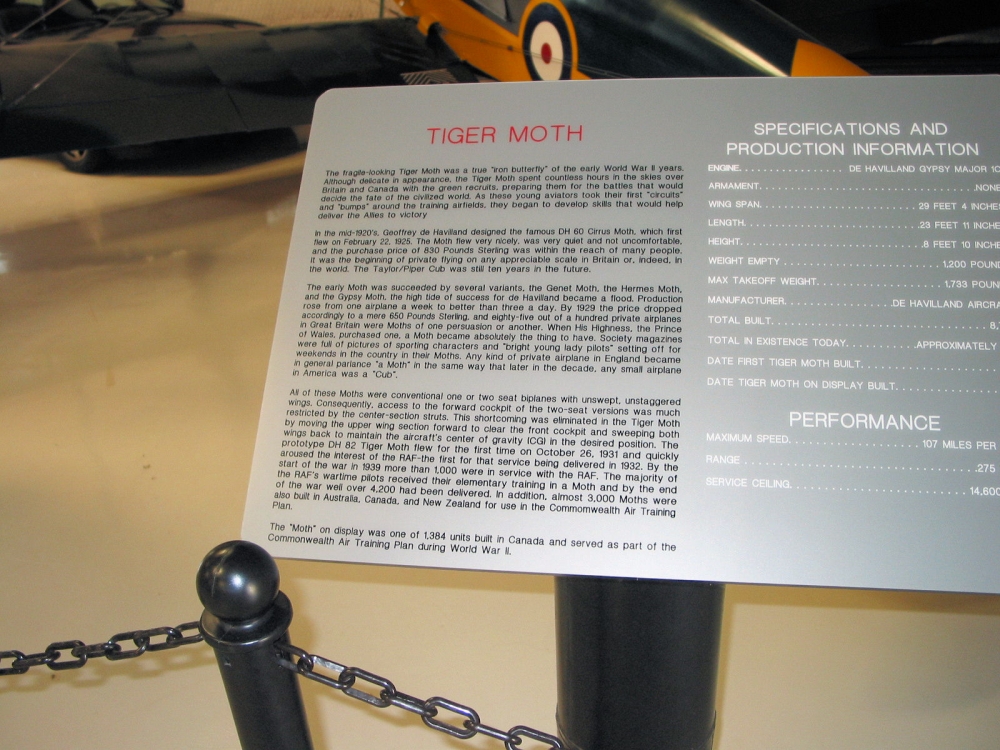 TIGER MOTH
The fragile-looking Tiger Moth was a true "iron butterfly" of the early World War II years.
Although delicate in appearance, the Tiger Moth spent countless hours in the skies over
Britain and Canada with the green recruits, preparing them for the battles that would
decide the fate of the civilized world. As these young aviators took their first "circuits"
and "bumps" around the training airfields, they began to develop skills that would help
deliver the Allies to victory
In the mid-1920's, Geoffrey de Havilland designed the famous DH 60 Cirrus Moth, which first
flew on February 22, 1925. The Moth flew very nicely, was very quiet and not uncomfortable,
and the purchase price of 830 Pounds Sterling was within the reach of many people.
It was the beginning of private flying on any appreciable scale in Britain or, indeed, in
the world. The Taylor/Piper Cub was still ten years in the future.
The early Moth was succeeded by several variants, the Genet Moth, the Hermes Moth,
and the Gypsy Moth, the high tide of success for de Havilland became a flood. Production
rose from one airplane a week to better than three a day. By 1929 the price dropped
accordingly to a mere 650 Pounds Sterling, and eighty-five out of a hundred private airplanes
in Great Britain were Moths of one persuasion or another. When His Highness, the Prince
of Wales, purchased one, a Moth became absolutely the thing to have. Society magazines
were full of pictures of sporting characters and "bright young lady pilots" setting off for
weekends in the country in their Moths. Any kind of private airplane in England became
in general parlance "a Moth" in the same way that later in the decade, any small airplane
in America was a "Cub".
All of these Moths were conventional one or two seat biplanes with unswept, unstaggered
wings. Consequently, access to the forward cockpit of the two-seat versions was much
restricted by the center-section struts. This shortcoming was eliminated in the Tiger Moth
by moving the upper wing section forward to clear the front cockpit and sweeping both
wings back to maintain the aircraft's center of gravity (CG) in the desired position. The
prototype DH 82 Tiger Moth flew for the first time on October 26, 1931 and quickly
aroused the interest of the RAF-the first for that service being delivered in 1932. By the
start of the war in 1939 more than 1,000 were in service with the RAF. The majority of
the RAF's wartime pilots received their elementary training in a Moth and by the end
of the war well over 4,200 had been delivered. In addition, almost 3,000 Moths were
also built in Australia, Canada, and New Zealand for use in the Commomwealth Air Training
Plan.
The "Moth" on display was one of 1,384 units built in Canada and served as part of the
Commonwealth Air Training Plan during World War II.
SPECIFICATIONS AND
PRODUCTION INFORMATION
ENGINE. . . . . . . . . . . . . . . DE HAVILLAND GYPSY MAJOR 10
ARMAMENT. . . . . . . . . . . . . . . NONE
WING SPAN. . . . . . . . . . . . . . . 29 FEET 4 INCHE
LENGTH. . . . . . . . . . . . . . . 23 FEET 11 INCHE
HEIGHT. . . . . . . . . . . . . . . 8 FEET 10 INCHE
WEIGHT EMPTY . . . . . . . . . . . . . . . 1,200 POUND
MAX TAKEOFF WEIGHT. . . . . . . . . . . . . . . 1,733 POUN
MANUFACTURER. . . . . . . . . . . . . . . DE HAVILLAND AIRCRA
TOTAL BUILT. . . . . . . . . . . . . . . 8,
TOTAL IN EXISTENCE TODAY. . . . . . . . . . APPROXIMATELY
DATE FIRST TIGER MOTH BUILT. . . . . . . . . .
DATE TIGER MOTH ON DISPLAY BUILT. . . . . . . . . .
PERFORMANCE
MAXIMUM SPEED. . . . . . . . . . . . . . . 107 MILES PER
RANGE . . . . . . . . . . . . . . . 275
SERVICE CEILING. . . . . . . . . . . . . . . 14,600